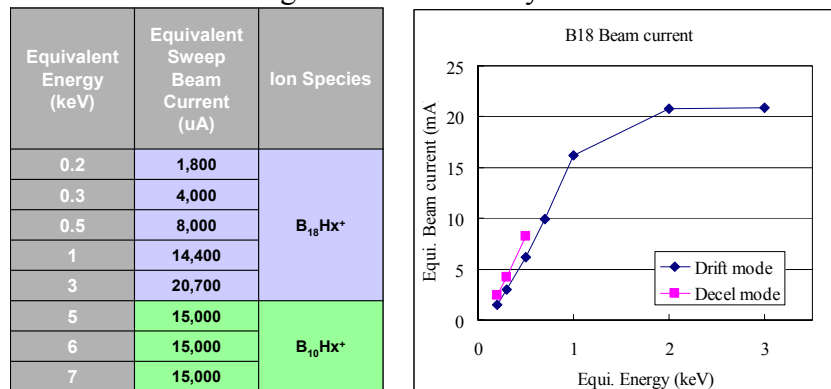 Equivalent Energy (keV) Equivalent Sweep Beam Current (uA) Ion Species
0.2 1,800
0.3 4,000
0.5 8,000 B₁₈Hx⁺
1 14,400
3 20,700
5 15,000
6 15,000 B₁₀Hx⁺
7 15,000
B18 Beam current
Equi. Beam current (mA
25
20
15
10
5
0
0 1 2 3
Equi. Energy (keV)
Drift mode
Decel mode